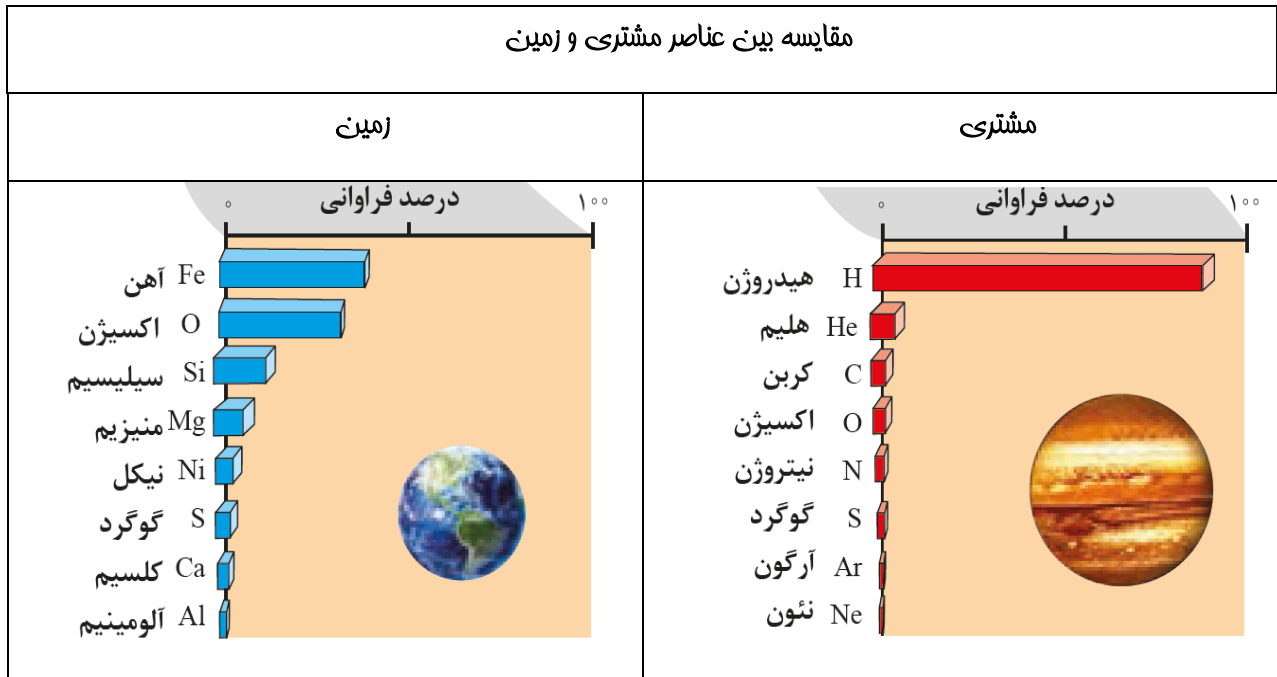 مقایسه بین عناصر مشتری و زمین
مشتری
درصد فراوانی
۰
۱۰۰
هیدروژن H
هلیم He
کربن C
اکسیژن O
نیتروژن N
گوگرد S
آرگون Ar
نئون Ne
زمین
درصد فراوانی
۰
۱۰۰
آهن Fe
اکسیژن O
سیلیسیم Si
منیزیم Mg
نیکل Ni
گوگرد S
کلسیم Ca
آلومینیم Al